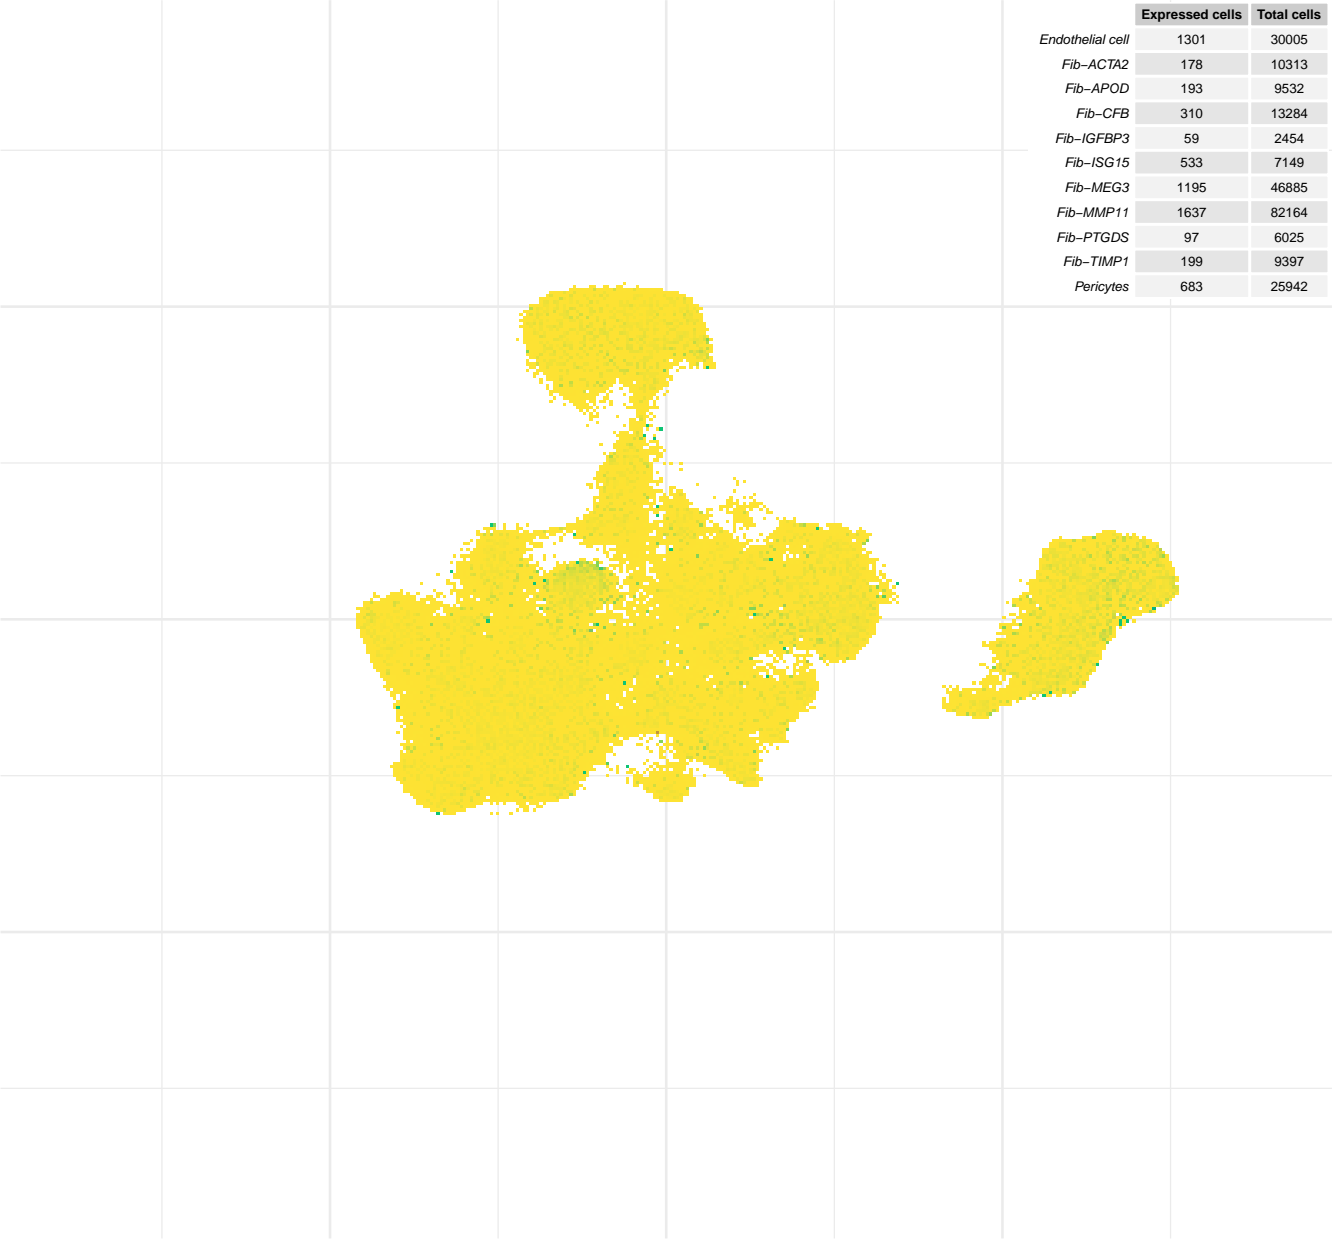 Expressed cells Total cells
Endothelial cell 1301 30005
Fib−ACTA2 178 10313
Fib−APOD 193 9532
Fib−CFB 310 13284
Fib−IGFBP3 59 2454
Fib−ISG15 533 7149
Fib−MEG3 1195 46885
Fib−MMP11 1637 82164
Fib−PTGDS 97 6025
Fib−TIMP1 199 9397
Pericytes 683 25942